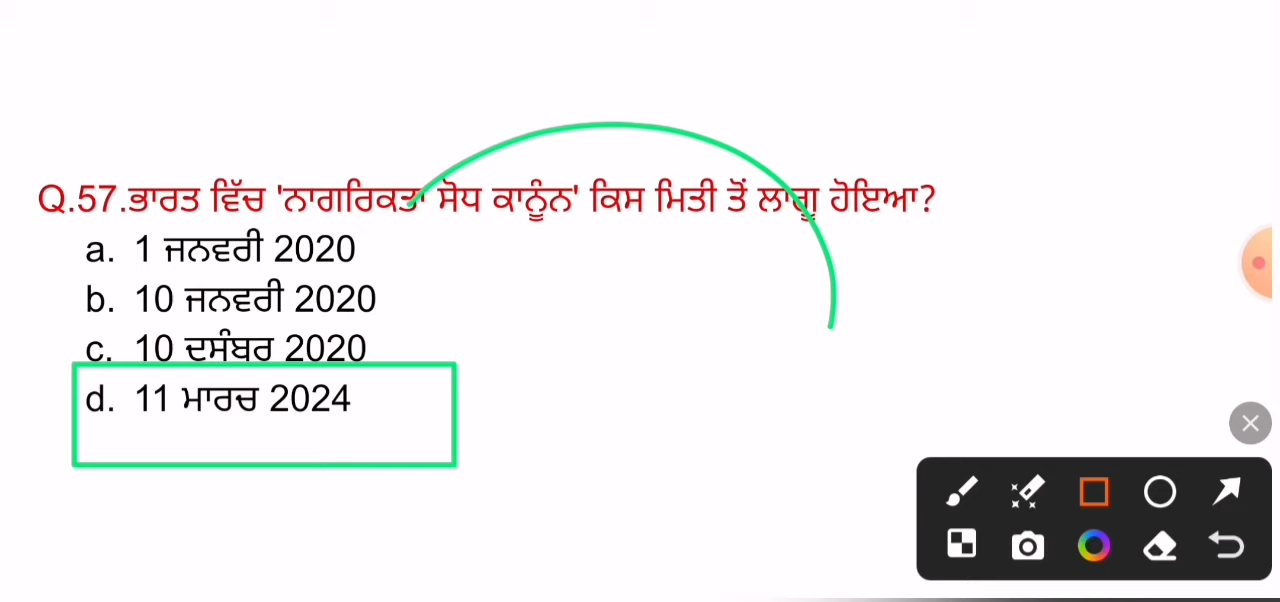 Q.57.ਭਾਰਤ ਵਿੱਚ 'ਨਾਗਰਿਕਤਾ ਸੋਧ ਕਾਨੂੰਨ' ਕਿਸ ਮਿਤੀ ਤੋਂ ਲਾਗੂ ਹੋਇਆ?
a. 1 ਜਨਵਰੀ 2020
b. 10 ਜਨਵਰੀ 2020
c. 10 ਦਸੰਬਰ 2020
d. 11 ਮਾਰਚ 2024